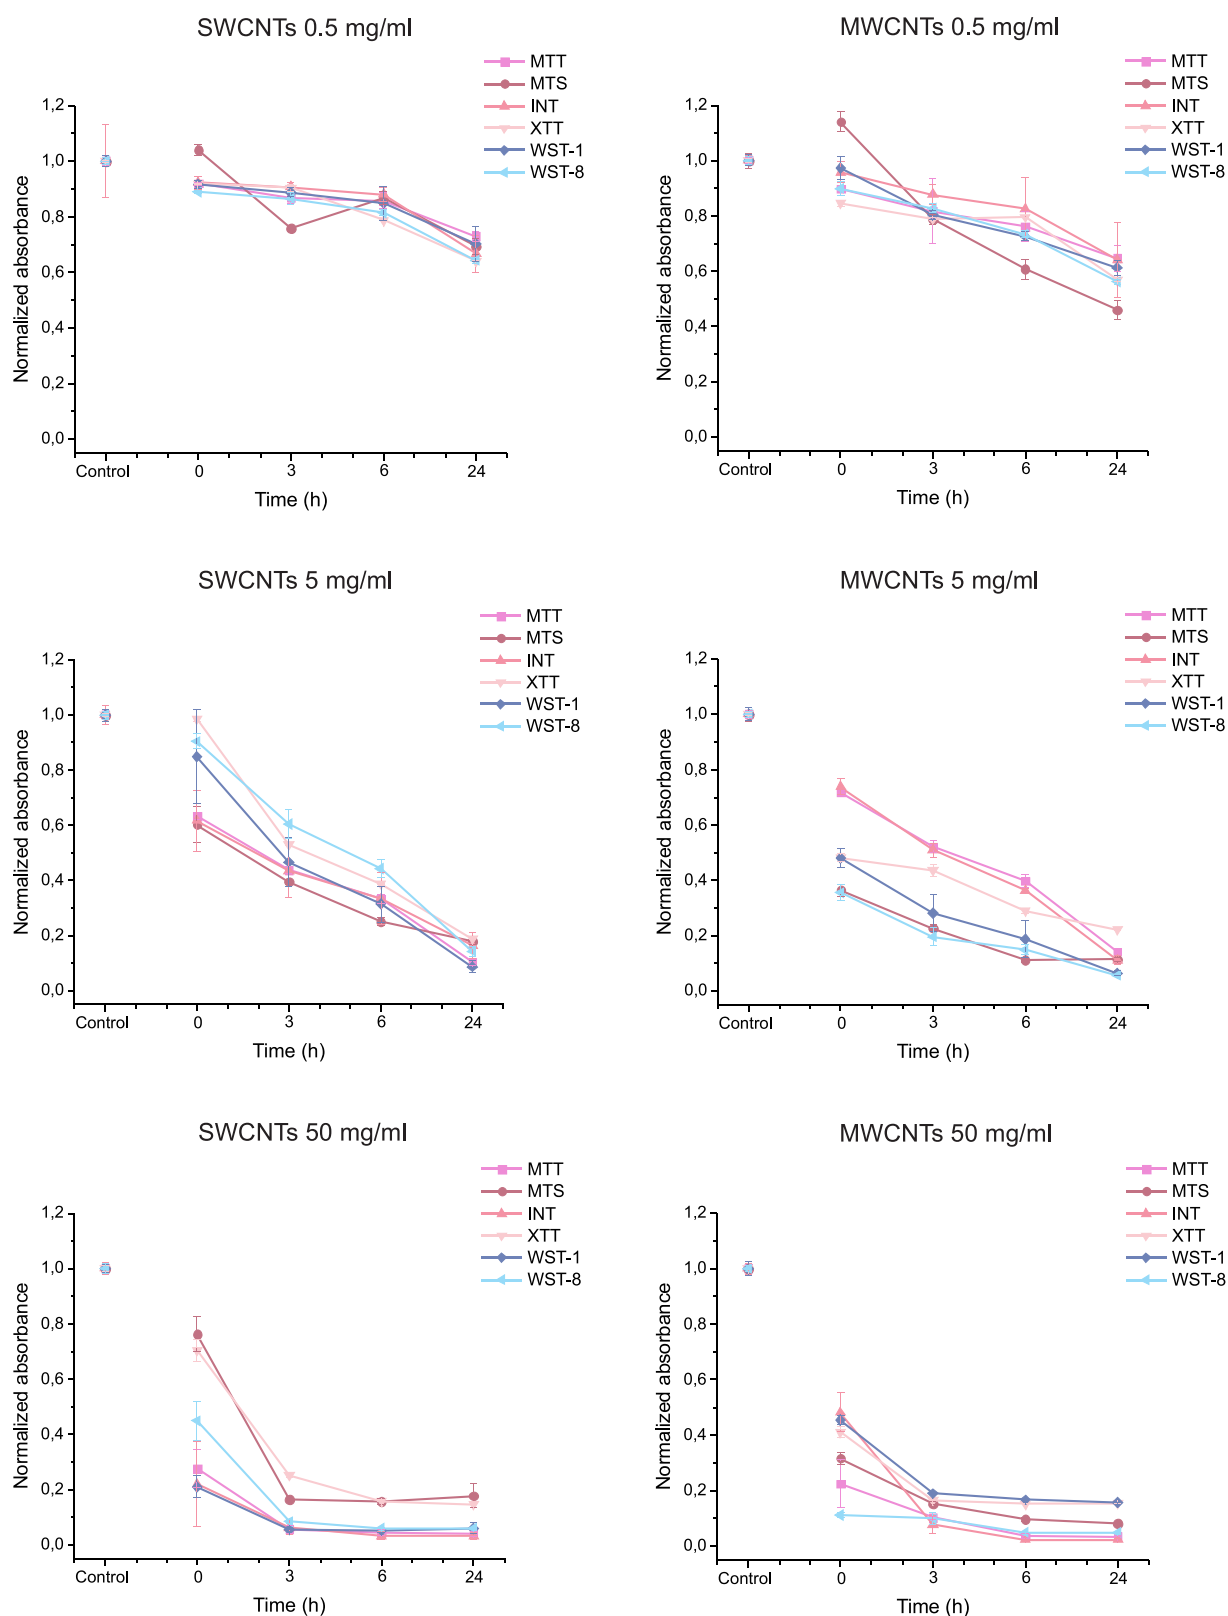 SWCNTs 0.5 mg/ml
MTT
MTS
INT
XTT
WST-1
WST-8
1,2
1,0
0,8
0,6
0,4
0,2
0,0
Normalized absorbance
Control 0 3 6 24
Time (h)
MWCNTs 0.5 mg/ml
MTT
MTS
INT
XTT
WST-1
WST-8
1,2
1,0
0,8
0,6
0,4
0,2
0,0
Normalized absorbance
Control 0 3 6 24
Time (h)
SWCNTs 5 mg/ml
MTT
MTS
INT
XTT
WST-1
WST-8
1,2
1,0
0,8
0,6
0,4
0,2
0,0
Normalized absorbance
Control 0 3 6 24
Time (h)
MWCNTs 5 mg/ml
MTT
MTS
INT
XTT
WST-1
WST-8
1,2
1,0
0,8
0,6
0,4
0,2
0,0
Normalized absorbance
Control 0 3 6 24
Time (h)
SWCNTs 50 mg/ml
MTT
MTS
INT
XTT
WST-1
WST-8
1,2
1,0
0,8
0,6
0,4
0,2
0,0
Normalized absorbance
Control 0 3 6 24
Time (h)
MWCNTs 50 mg/ml
MTT
MTS
INT
XTT
WST-1
WST-8
1,2
1,0
0,8
0,6
0,4
0,2
0,0
Normalized absorbance
Control 0 3 6 24
Time (h)